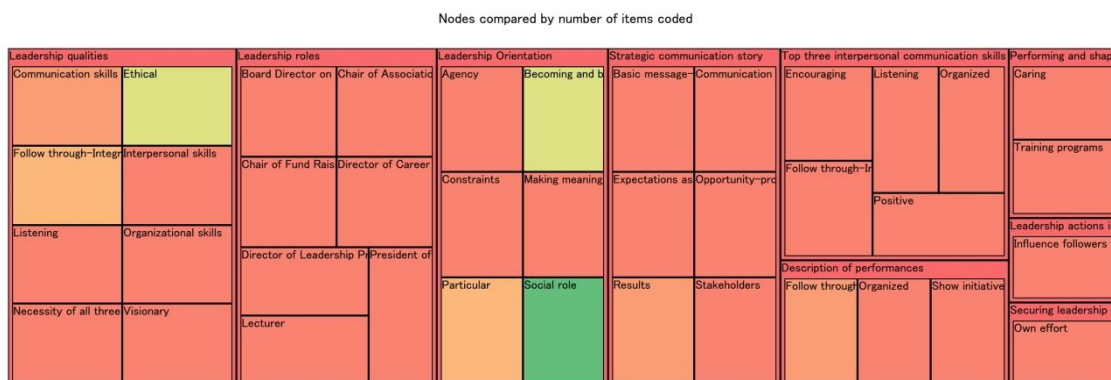 Nodes compared by number of items coded
Leadership qualities
Communication skills
Ethical
Follow through-Integr
Interpersonal skills
Listening
Organizational skills
Necessity of all three
Visionary
Leadership roles
Board Director on
Chair of Associatio
Chair of Fund Rais
Director of Career
Director of Leadership Pr
President of
Lecturer
Leadership Orientation
Agency
Becoming and b
Constraints
Making meaning
Particular
Social role
Strategic communication story
Basic message-
Communication
Expectations as
Opportunity-pro
Results
Stakeholders
Top three interpersonal communication skills
Encouraging
Listening
Organized
Follow through-In
Positive
Description of performances
Follow through
Organized
Show initiative
Performing and shap
Caring
Training programs
Leadership actions i
Influence followers
Securing leadership
Own effort